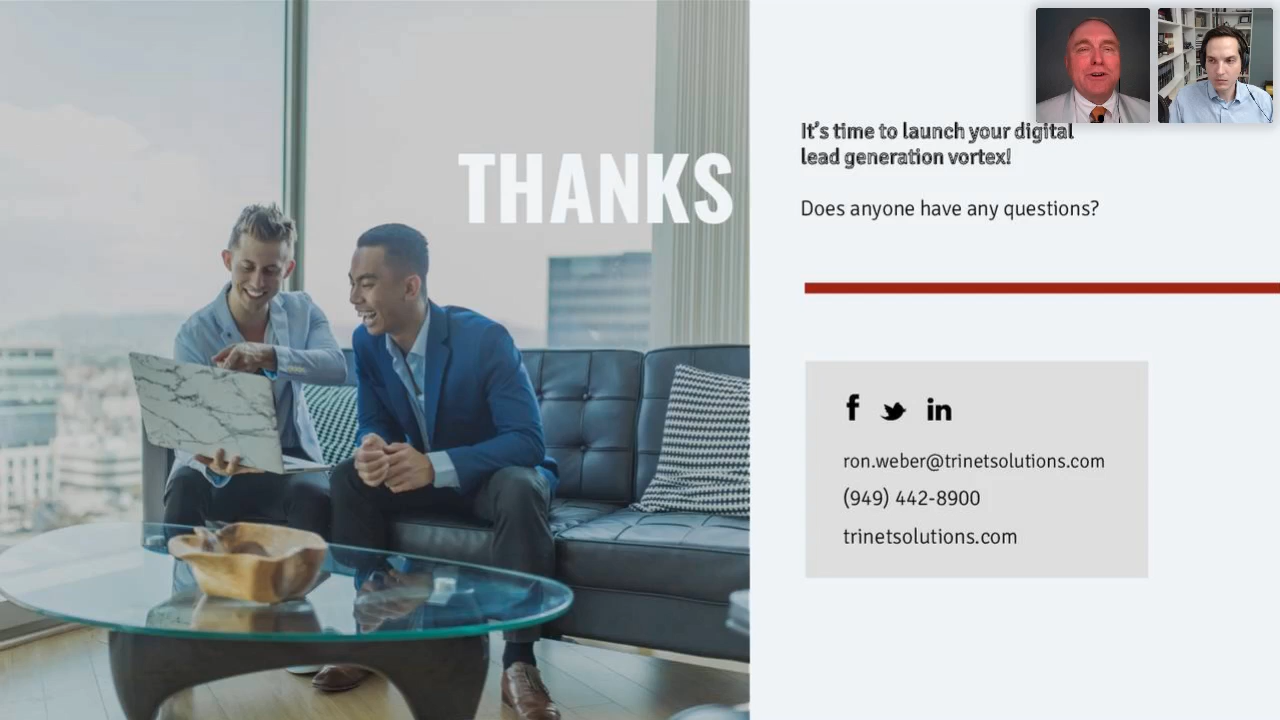 THANKS
It's time to launch your digital
lead generation vortex!
Does anyone have any questions?
ron.weber@trinetsolutions.com
(949) 442-8900
trinetsolutions.com